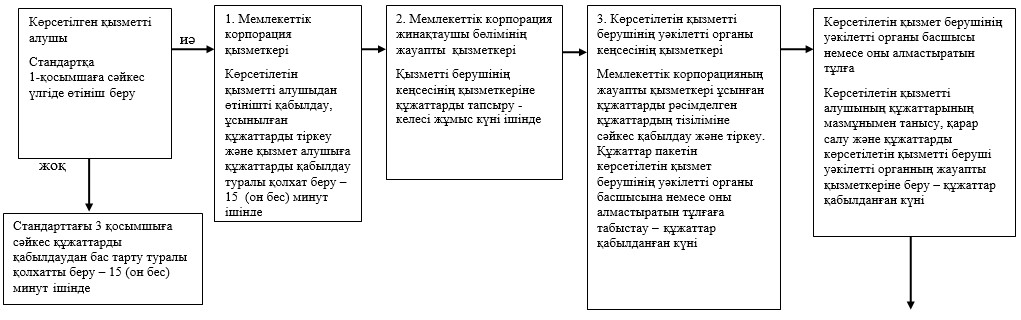 Көрсетілген қызметті
алушы
Стандартқа
1-қосымшаға сәйкес
үлгіде өтініш беру
иә
жоқ
Стандарттағы 3 қосымшыға
сәйкес құжаттарды
қабылдаудан бас тарту туралы
қолхатты беру – 15 (он бес)
минут ішінде
1. Мемлекеттік
корпорация
қызметкері
Көрсетілетін
қызметті алушыдан
өтінішті қабылдау,
ұсынылған
құжаттарды тіркеу
және қызмет алушыға
құжаттарды қабылдау
туралы қолхат беру –
15 (он бес) минут
ішінде
2. Мемлекеттік корпорация
жинақтаушы бөлімінің
жауапты қызметкері
Қызметті берушінің
кеңсесінің қызметкеріне
құжаттарды тапсыру -
келесі жұмыс күні ішінде
3. Көрсетілетін қызметті
берушінің уәкілетті органы
кеңсесінің қызметкері
Мемлекеттік корпорацияның
жауапты қызметкері ұсынған
құжаттарды рәсімделген
құжаттардың тізіліміне
сәйкес қабылдау және тіркеу.
Құжаттар пакетін
көрсетілетін қызмет
берушінің уәкілетті органы
басшысына немесе оны
алмастыратын тұлғаға
табыстау – құжаттар
қабылданған күні
Көрсетілетін қызмет берушінің
уәкілетті органы басшысы
немесе оны алмастыратын
тұлға
Көрсетілетін қызметті
алушының құжаттарының
мазмұнымен танысу, қарар
салу және құжаттарды
көрсетілетін қызметті беруші
уәкілетті органның жауапты
қызметкеріне беру – құжаттар
қабылданған күні